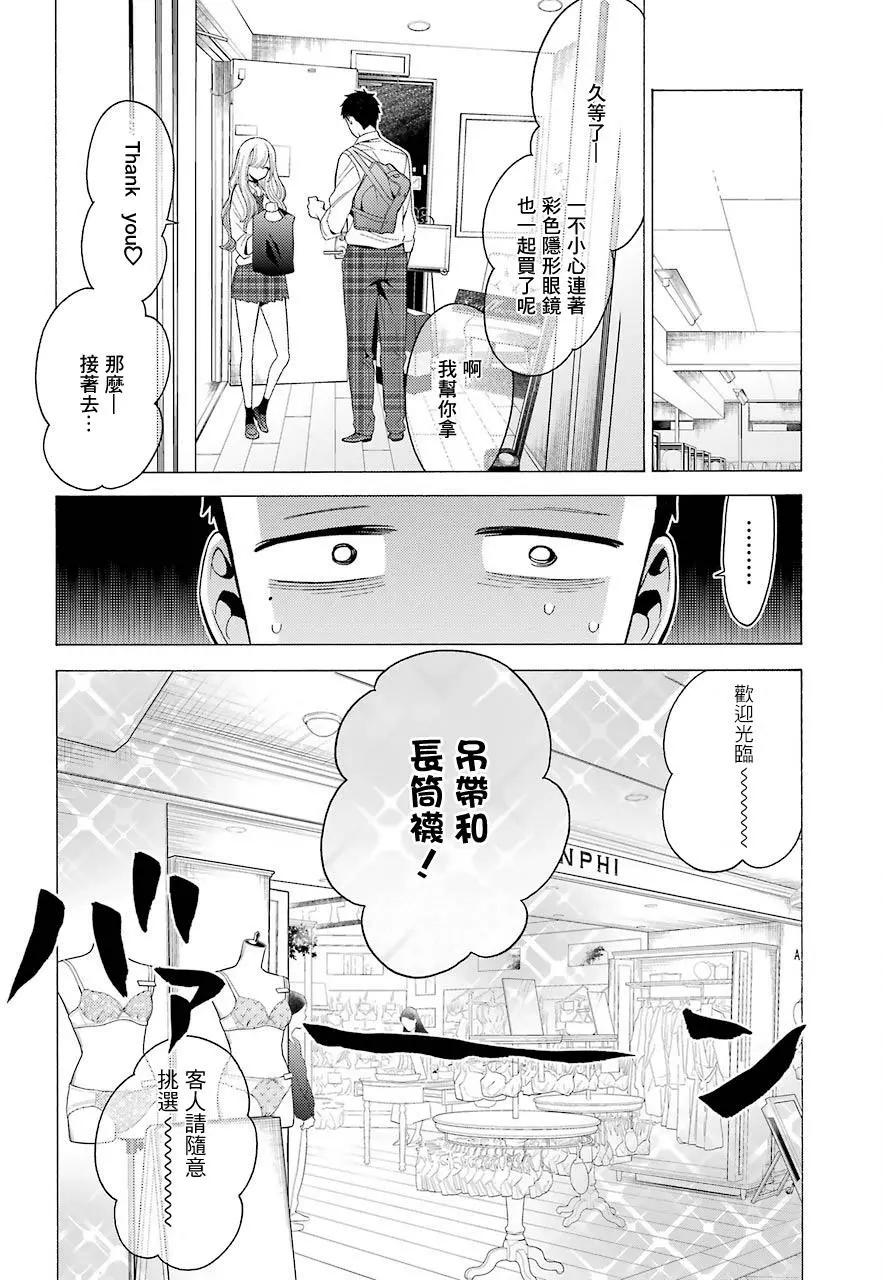 久等了—
一不小心連著
彩色隱形眼鏡
也一起買了呢
啊
我幫你拿
Thank you♡
那麼—
接著去…
………
歡迎光臨～～～
吊帶和
長筒襪！
NPHI
A
バァーン
客人請隨意
挑選～～～